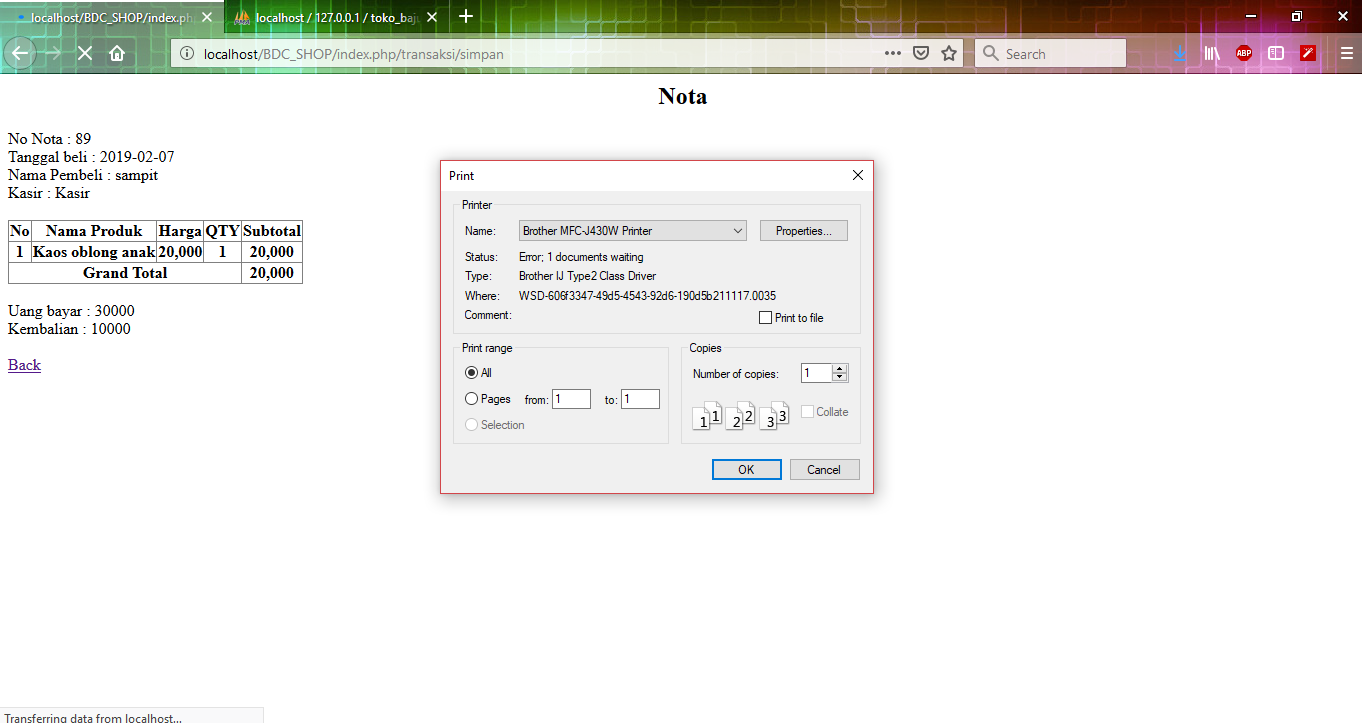 localhost/BDC_SHOP/index.ph
localhost / 127.0.0.1 / toko_baju
localhost/BDC_SHOP/index.php/transaksi/simpan
Search
ABP
Nota
No Nota : 89
Tanggal beli : 2019-02-07
Nama Pembeli : sampit
Kasir : Kasir
No Nama Produk Harga QTY Subtotal
1 Kaos oblong anak 20,000 1 20,000
Grand Total 20,000
Uang bayar : 30000
Kembalian : 10000
Back
Print
Printer
Name: Brother MFC-J430W Printer Properties...
Status: Error; 1 documents waiting
Type: Brother IJ Type2 Class Driver
Where: WSD-606f3347-49d5-4543-92d6-190d5b211117.0035
Comment:
Print to file
Print range
All
Pages from: 1 to: 1
Selection
Copies
Number of copies: 1
1 1 2 2 3 3
Collate
OK Cancel
Transferring data from localhost...